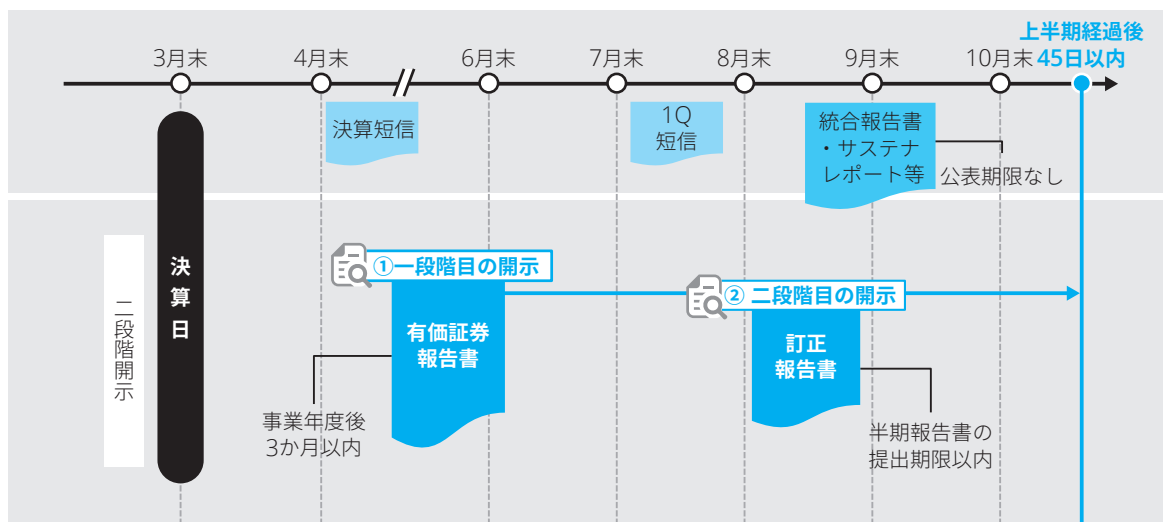 上半期経過後
45日以内
3月末
4月末
6月末
7月末
8月末
9月末
10月末
決算短信
1Q
短信
統合報告書
・サステナ
レポート等
公表期限なし
二段階開示
決算日
①一段階目の開示
有価証券
報告書
事業年度後
3か月以内
② 二段階目の開示
訂正
報告書
半期報告書の
提出期限以内